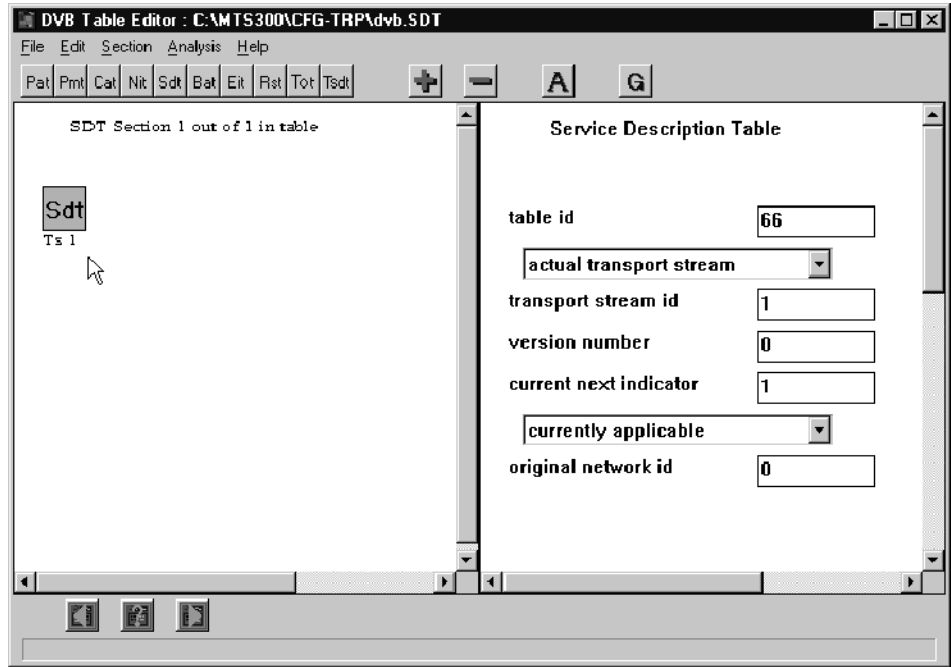 DVB Table Editor : C:\MTS300\CFG-TRP\dvb.SDT
File Edit Section Analysis Help
Pat Pmt Cat Nit Sdt Bat Eit Rst Tot Tsdt + − A G
SDT Section 1 out of 1 in table
Sdt
Ts 1
Service Description Table
table id 66
actual transport stream
transport stream id 1
version number 0
current next indicator 1
currently applicable
original network id 0